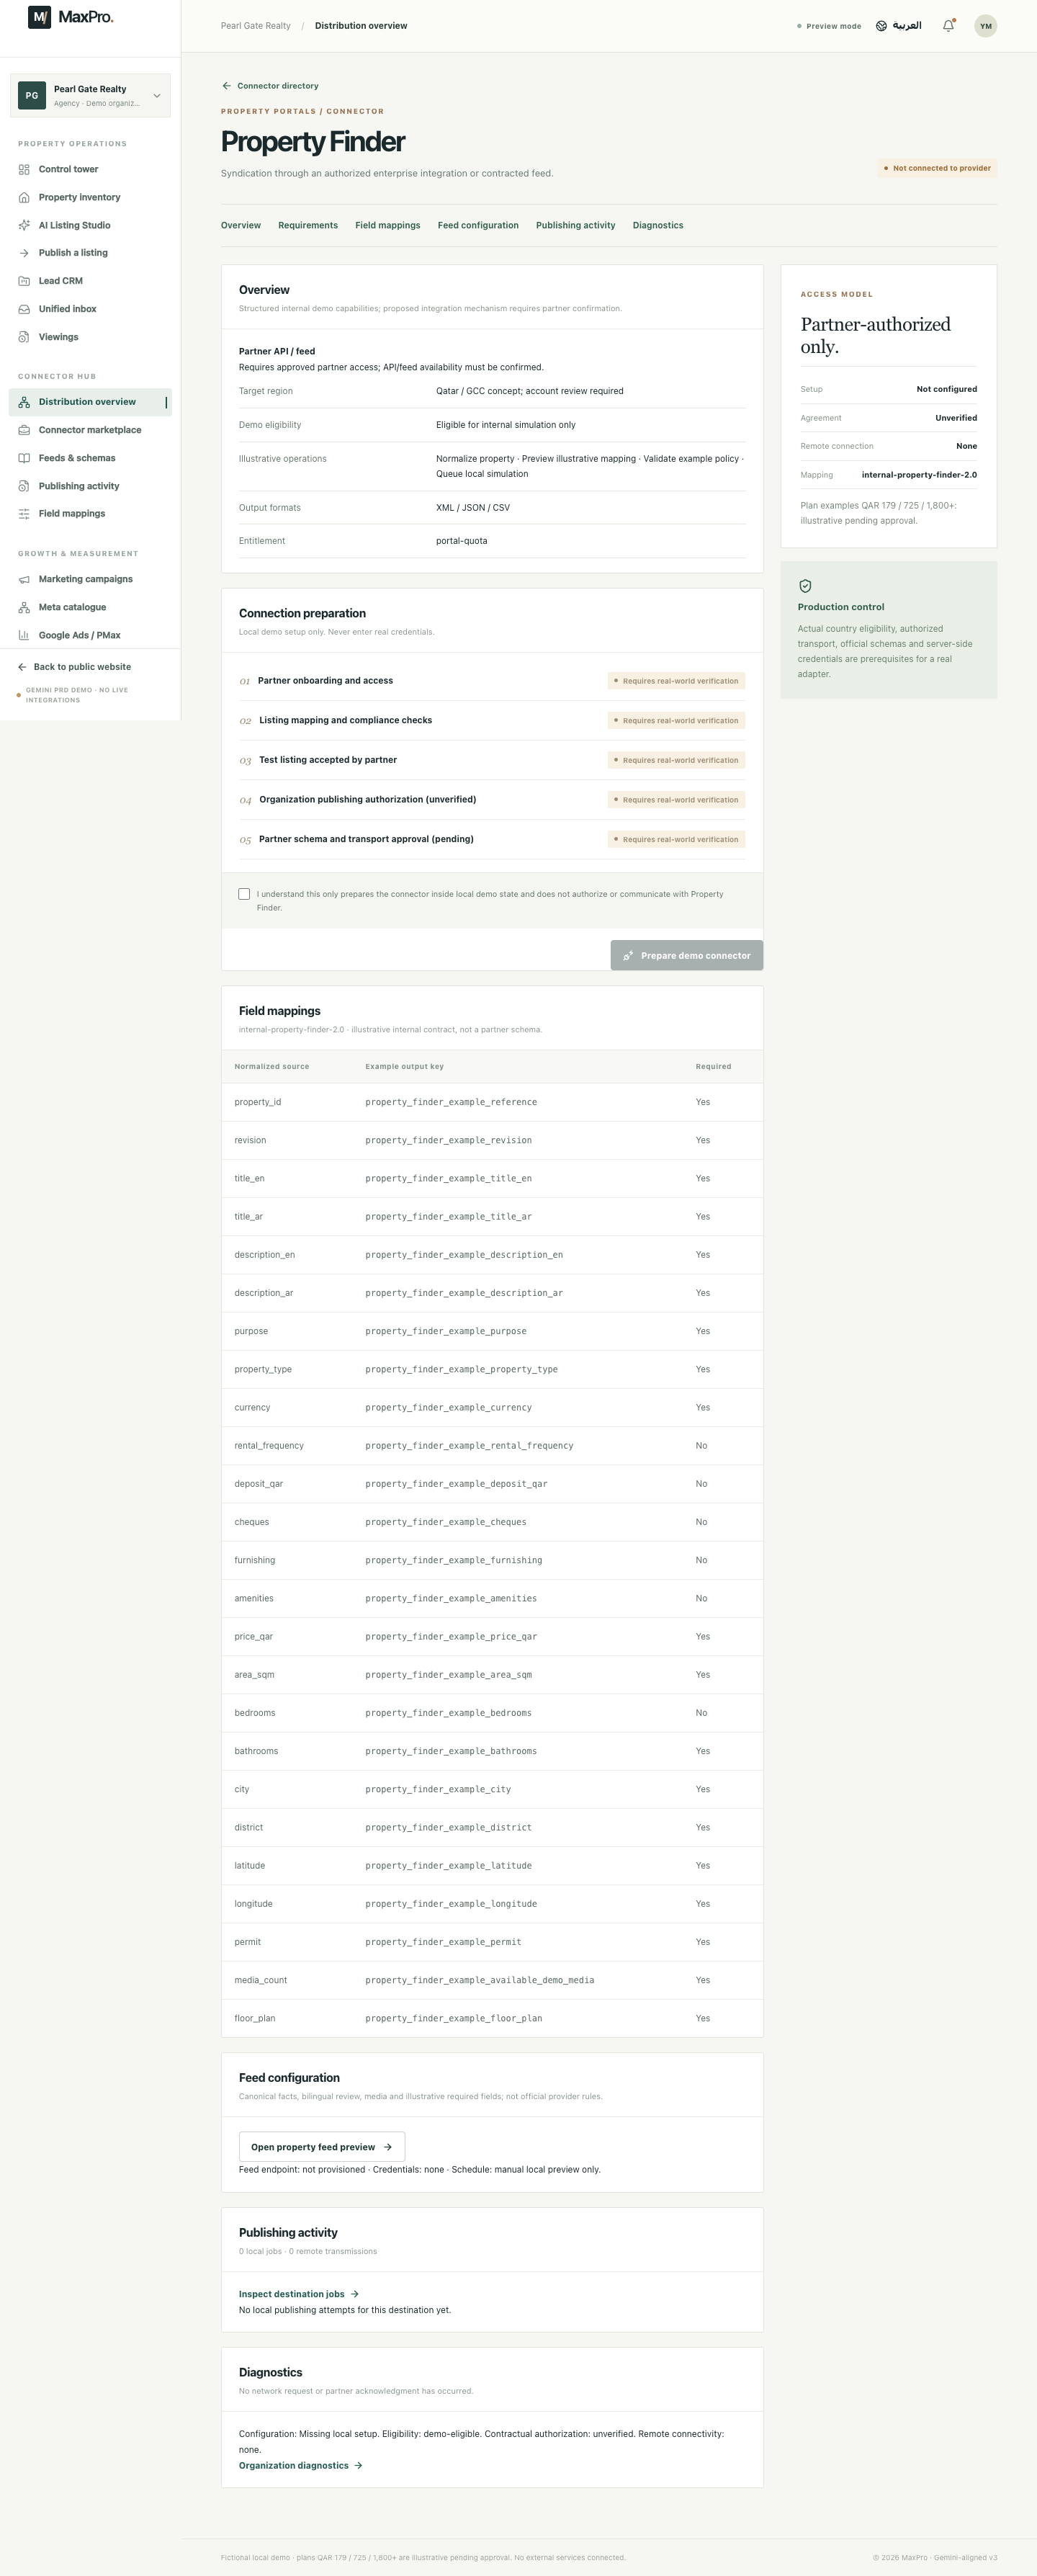 M/ MaxPro.
PG
Pearl Gate Realty
Agency · Demo organiz...
PROPERTY OPERATIONS
Control tower
Property inventory
AI Listing Studio
Publish a listing
Lead CRM
Unified inbox
Viewings
CONNECTOR HUB
Distribution overview
Connector marketplace
Feeds & schemas
Publishing activity
Field mappings
GROWTH & MEASUREMENT
Marketing campaigns
Meta catalogue
Google Ads / PMax
Back to public website
GEMINI PRD DEMO · NO LIVE
INTEGRATIONS
Pearl Gate Realty / Distribution overview
Preview mode
العربية
YM
Connector directory
PROPERTY PORTALS / CONNECTOR
Property Finder
Syndication through an authorized enterprise integration or contracted feed.
Not connected to provider
Overview Requirements Field mappings Feed configuration Publishing activity Diagnostics
Overview
Structured internal demo capabilities; proposed integration mechanism requires partner confirmation.
Partner API / feed
Requires approved partner access; API/feed availability must be confirmed.
Target region Qatar / GCC concept; account review required
Demo eligibility Eligible for internal simulation only
Illustrative operations Normalize property · Preview illustrative mapping · Validate example policy ·
Queue local simulation
Output formats XML / JSON / CSV
Entitlement portal-quota
ACCESS MODEL
Partner-authorized
only.
Setup Not configured
Agreement Unverified
Remote connection None
Mapping internal-property-finder-2.0
Plan examples QAR 179 / 725 / 1,800+:
illustrative pending approval.
Production control
Actual country eligibility, authorized
transport, official schemas and server-side
credentials are prerequisites for a real
adapter.
Connection preparation
Local demo setup only. Never enter real credentials.
01 Partner onboarding and access Requires real-world verification
02 Listing mapping and compliance checks Requires real-world verification
03 Test listing accepted by partner Requires real-world verification
04 Organization publishing authorization (unverified) Requires real-world verification
05 Partner schema and transport approval (pending) Requires real-world verification
I understand this only prepares the connector inside local demo state and does not authorize or communicate with Property
Finder.
Prepare demo connector
Field mappings
internal-property-finder-2.0 · illustrative internal contract, not a partner schema.
Normalized source Example output key Required
property_id property_finder_example_reference Yes
revision property_finder_example_revision Yes
title_en property_finder_example_title_en Yes
title_ar property_finder_example_title_ar Yes
description_en property_finder_example_description_en Yes
description_ar property_finder_example_description_ar Yes
purpose property_finder_example_purpose Yes
property_type property_finder_example_property_type Yes
currency property_finder_example_currency Yes
rental_frequency property_finder_example_rental_frequency No
deposit_qar property_finder_example_deposit_qar No
cheques property_finder_example_cheques No
furnishing property_finder_example_furnishing No
amenities property_finder_example_amenities No
price_qar property_finder_example_price_qar Yes
area_sqm property_finder_example_area_sqm Yes
bedrooms property_finder_example_bedrooms No
bathrooms property_finder_example_bathrooms Yes
city property_finder_example_city Yes
district property_finder_example_district Yes
latitude property_finder_example_latitude Yes
longitude property_finder_example_longitude Yes
permit property_finder_example_permit Yes
media_count property_finder_example_available_demo_media Yes
floor_plan property_finder_example_floor_plan Yes
Feed configuration
Canonical facts, bilingual review, media and illustrative required fields; not official provider rules.
Open property feed preview
Feed endpoint: not provisioned · Credentials: none · Schedule: manual local preview only.
Publishing activity
0 local jobs · 0 remote transmissions
Inspect destination jobs
No local publishing attempts for this destination yet.
Diagnostics
No network request or partner acknowledgment has occurred.
Configuration: Missing local setup. Eligibility: demo-eligible. Contractual authorization: unverified. Remote connectivity:
none.
Organization diagnostics
Fictional local demo · plans QAR 179 / 725 / 1,800+ are illustrative pending approval. No external services connected.
© 2026 MaxPro · Gemini-aligned v3